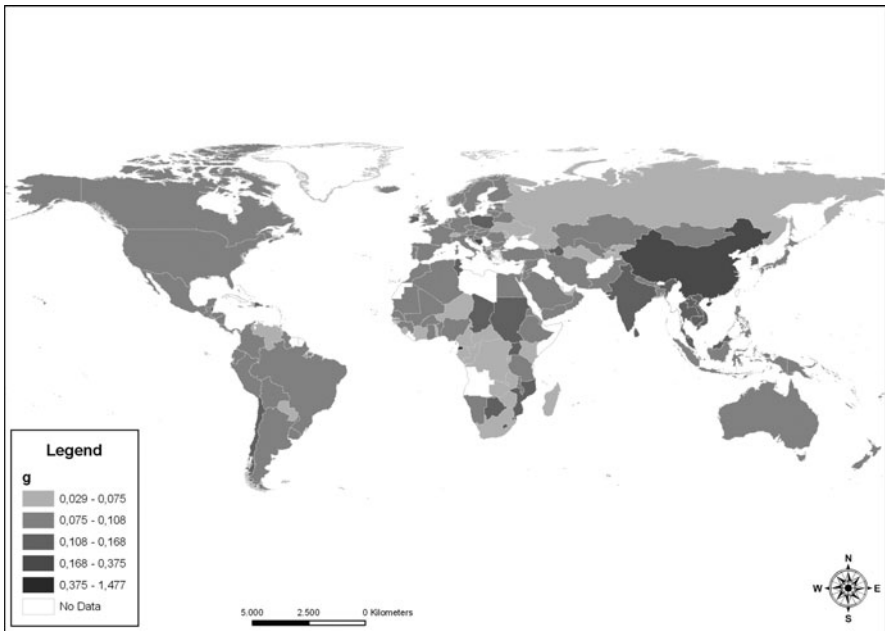 Legend
g
0,029 - 0,075
0,075 - 0,108
0,108 - 0,168
0,168 - 0,375
0,375 - 1,477
No Data
5.000 2.500 0 Kilometers
N
W E
S